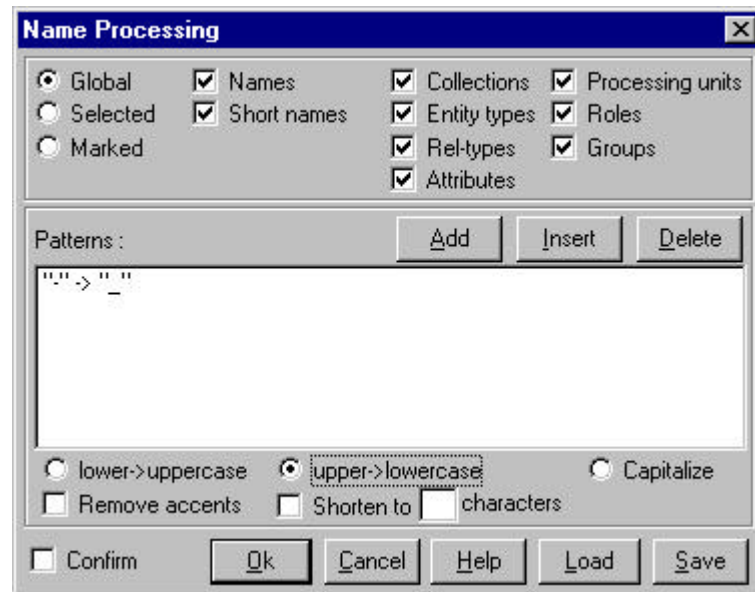 Name Processing
Global Names Collections Processing units
Selected Short names Entity types Roles
Marked Rel-types Groups
Attributes
Patterns : Add Insert Delete
"-" -> "_"
lower->uppercase upper->lowercase Capitalize
Remove accents Shorten to characters
Confirm Ok Cancel Help Load Save